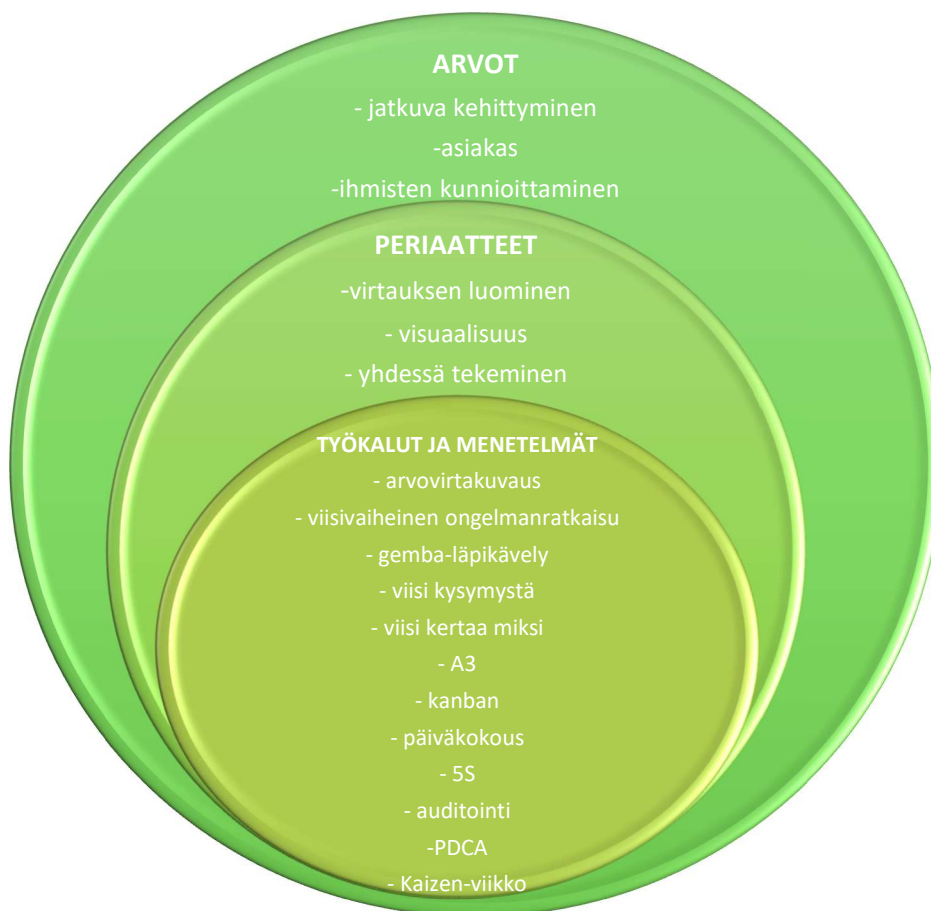 ARVOT
- jatkuva kehittyminen
-asiakas
-ihmisten kunnioittaminen
PERIAATTEET
-virtauksen luominen
- visuaalisuus
- yhdessä tekeminen
TYÖKALUT JA MENETELMÄT
- arvovirtakuvaus
- viisivaiheinen ongelmanratkaisu
- gemba-läpikävely
- viisi kysymystä
- viisi kertaa miksi
- A3
- kanban
- päiväkokous
- 5S
- auditointi
-PDCA
- Kaizen-viikko